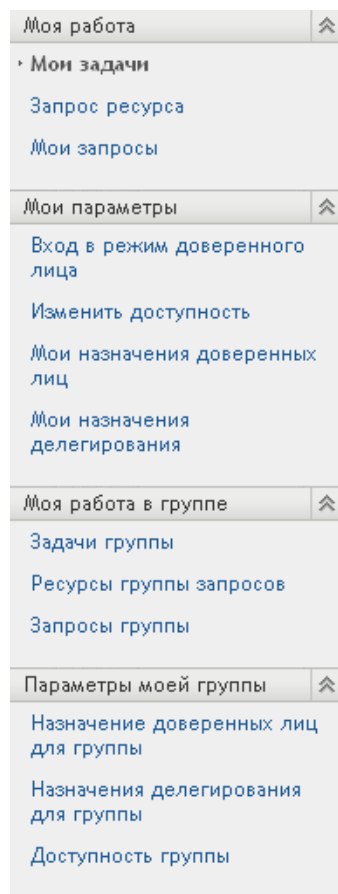 Моя работа
Мои задачи
Запрос ресурса
Мои запросы
Мои параметры
Вход в режим доверенного
лица
Изменить доступность
Мои назначения доверенных
лиц
Мои назначения
делегирования
Моя работа в группе
Задачи группы
Ресурсы группы запросов
Запросы группы
Параметры моей группы
Назначение доверенных лиц
для группы
Назначения делегирования
для группы
Доступность группы